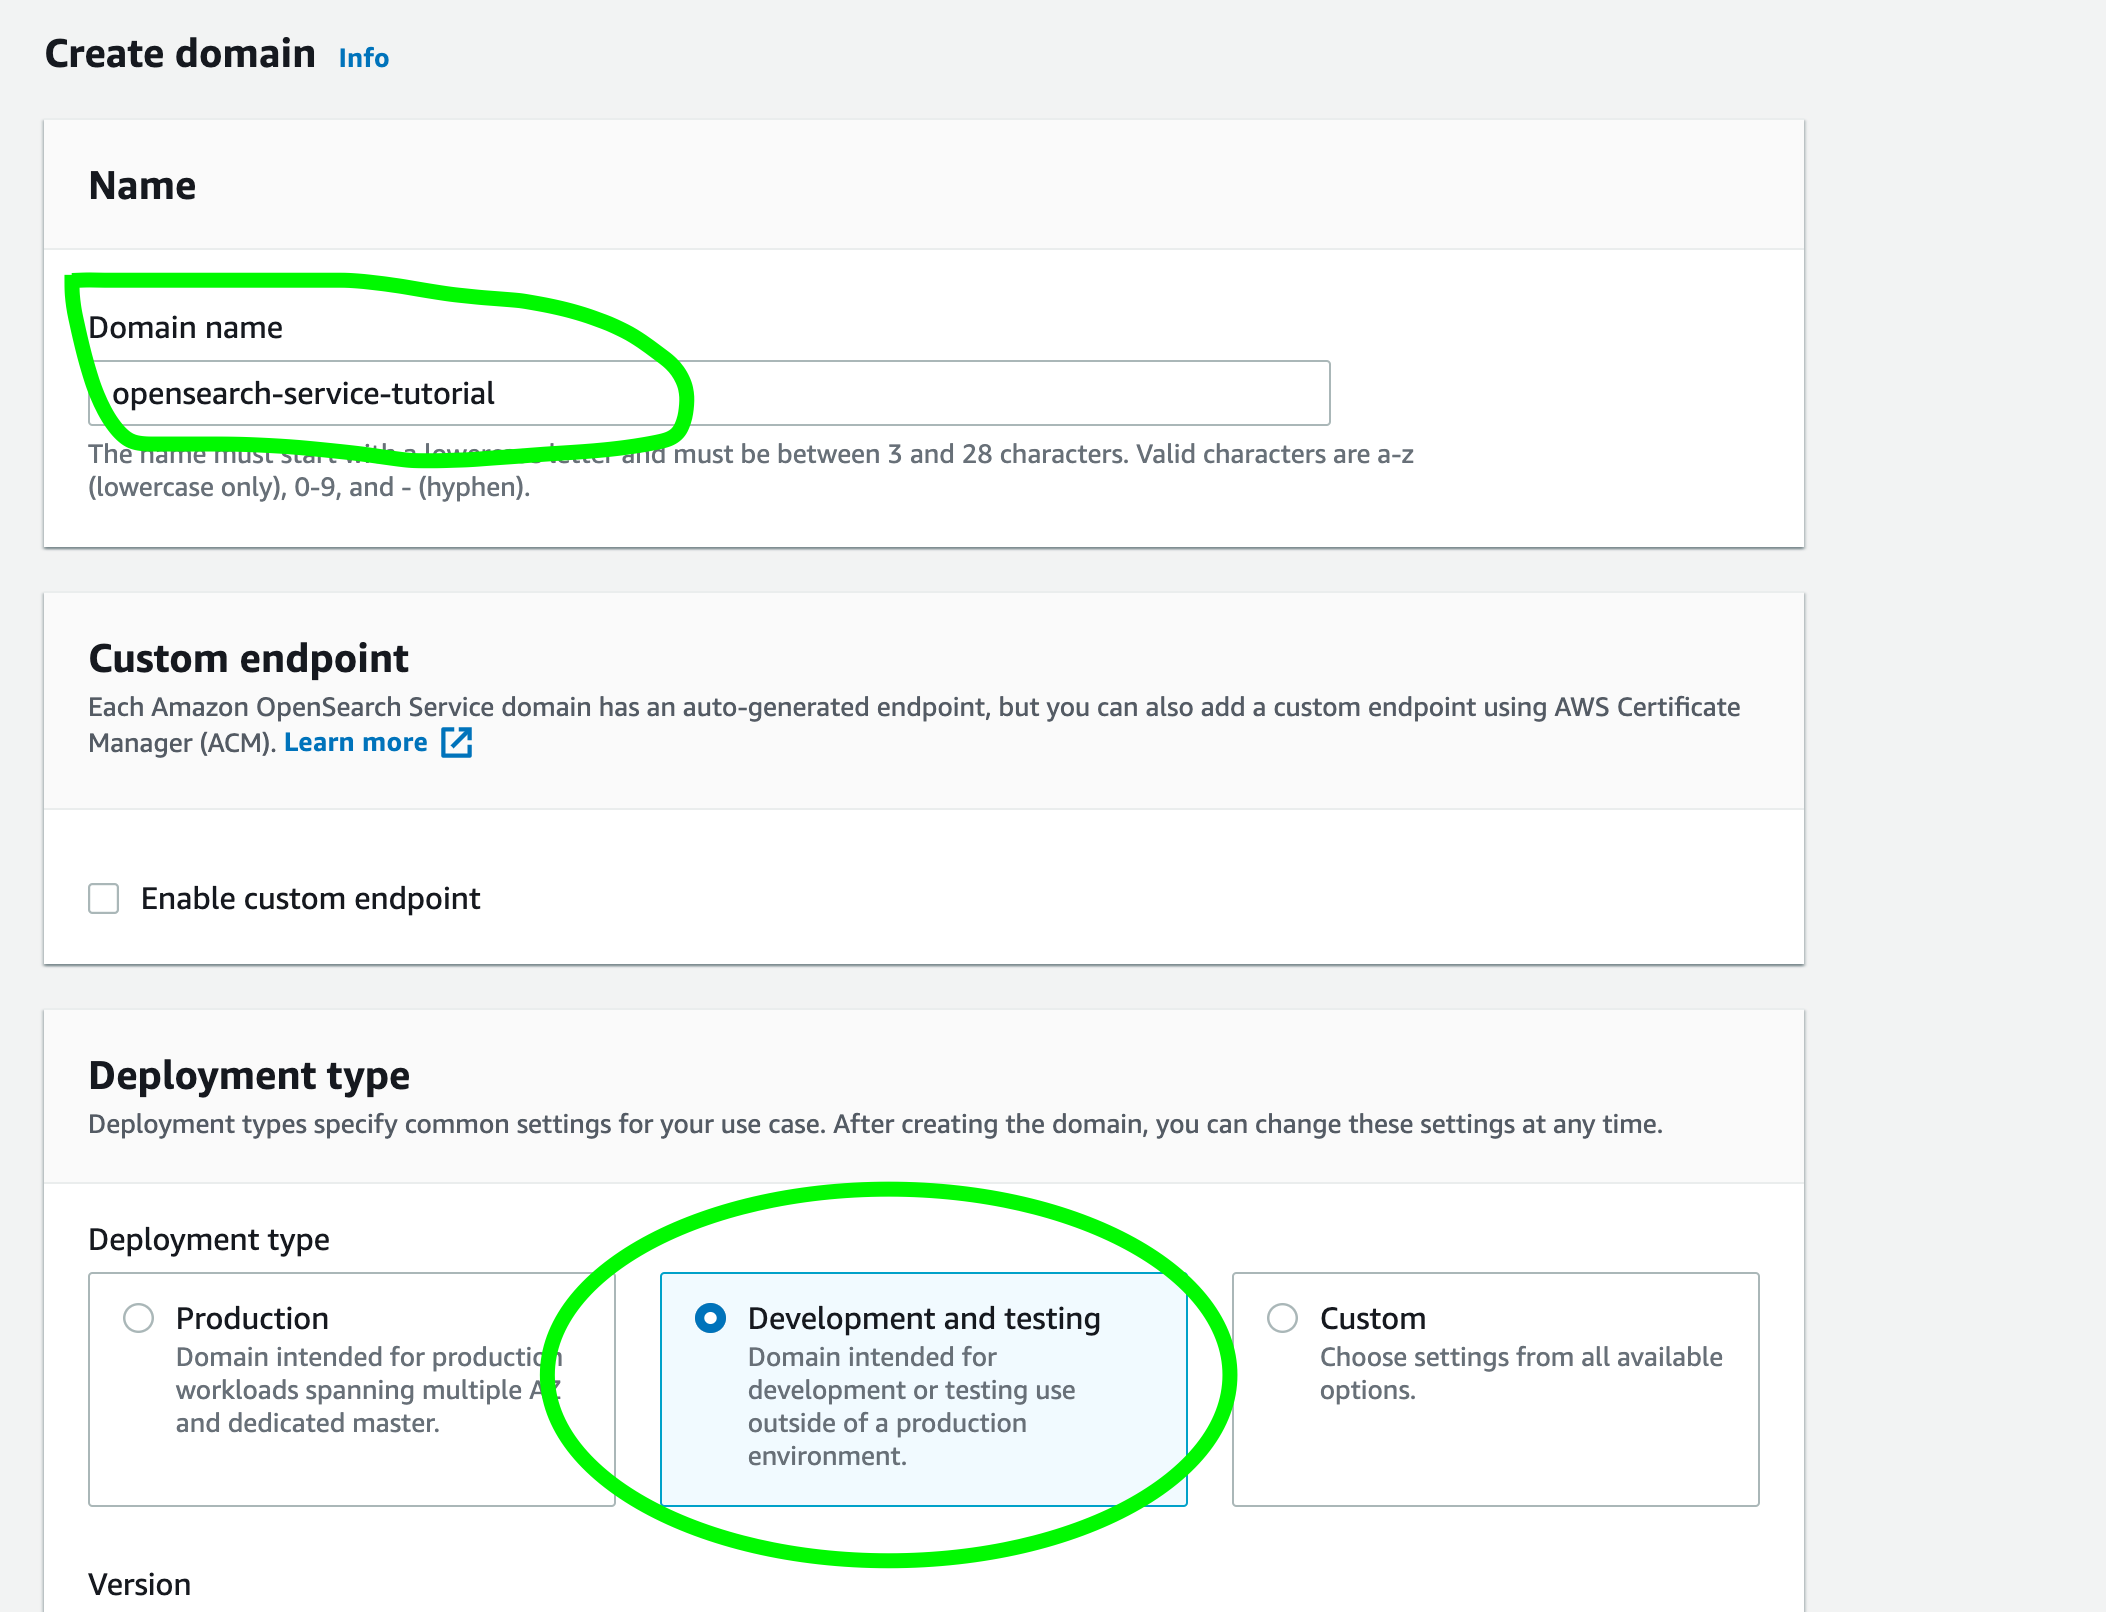 Create domain Info
Name
Domain name
opensearch-service-tutorial
The name must start with a lowercase letter and must be between 3 and 28 characters. Valid characters are a-z
(lowercase only), 0-9, and - (hyphen).
Custom endpoint
Each Amazon OpenSearch Service domain has an auto-generated endpoint, but you can also add a custom endpoint using AWS Certificate
Manager (ACM). Learn more
Enable custom endpoint
Deployment type
Deployment types specify common settings for your use case. After creating the domain, you can change these settings at any time.
Deployment type
Production
Domain intended for production
workloads spanning multiple AZ
and dedicated master.
Development and testing
Domain intended for
development or testing use
outside of a production
environment.
Custom
Choose settings from all available
options.
Version